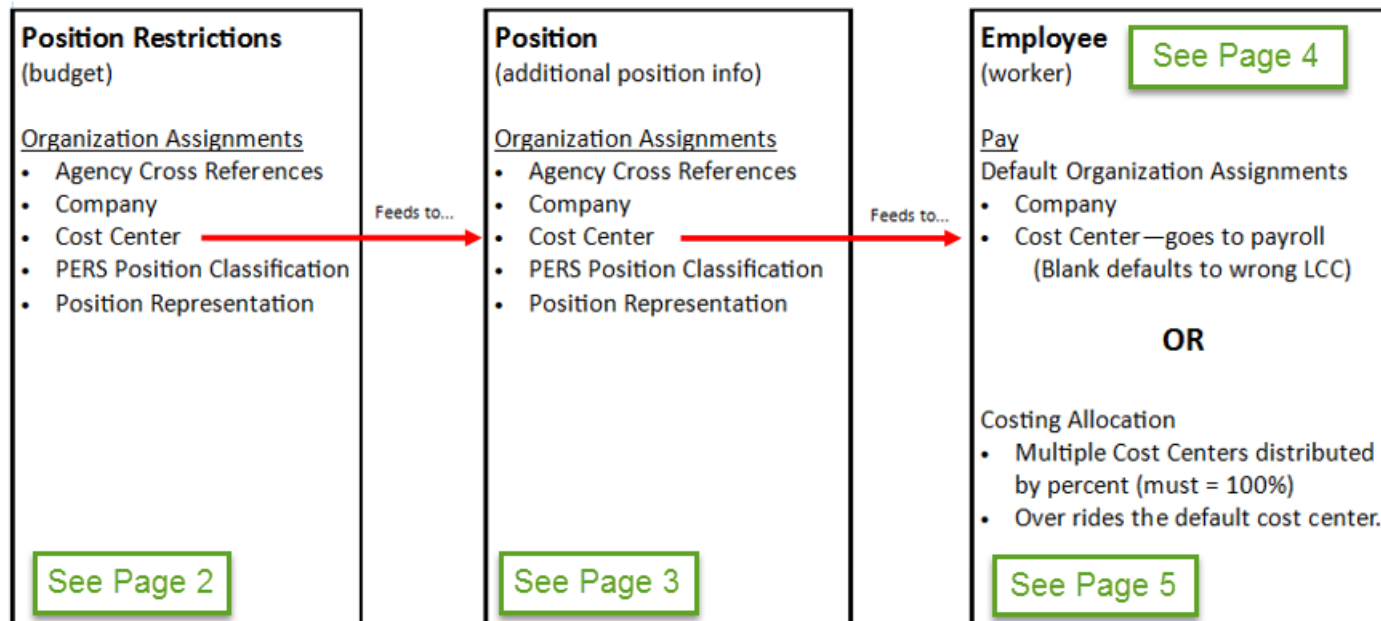 Position Restrictions
(budget)
Organization Assignments
• Agency Cross References
• Company
• Cost Center
• PERS Position Classification
• Position Representation
See Page 2
Feeds to...
Position
(additional position info)
Organization Assignments
• Agency Cross References
• Company
• Cost Center
• PERS Position Classification
• Position Representation
See Page 3
Feeds to...
Employee
(worker)
See Page 4
Pay
Default Organization Assignments
• Company
• Cost Center—goes to payroll
(Blank defaults to wrong LCC)
OR
Costing Allocation
• Multiple Cost Centers distributed
by percent (must = 100%)
• Over rides the default cost center.
See Page 5